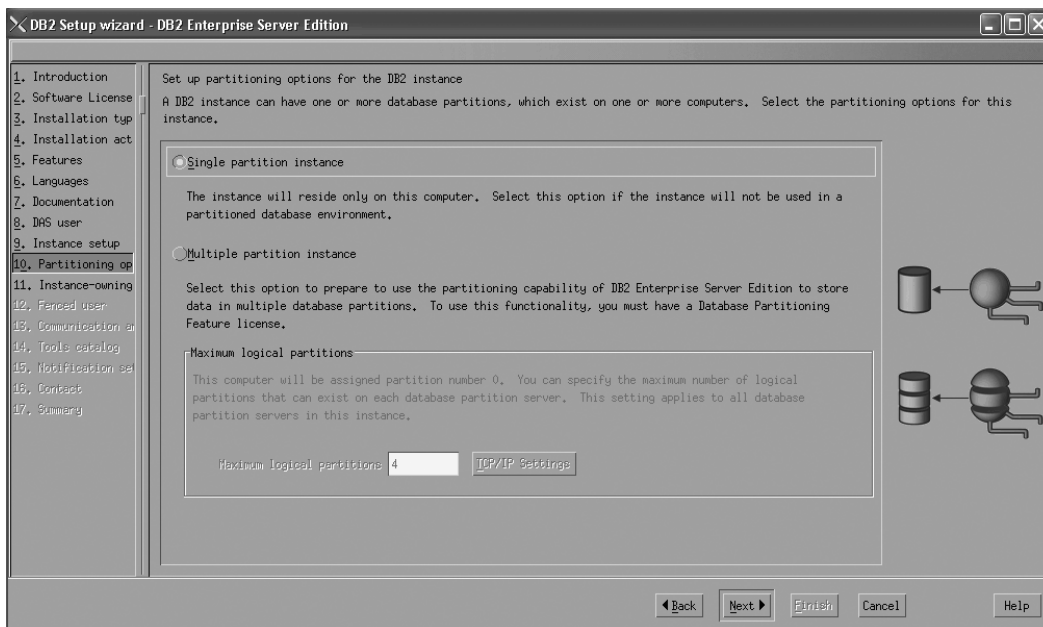 DB2 Setup wizard - DB2 Enterprise Server Edition
1. Introduction
2. Software License
3. Installation typ
4. Installation act
5. Features
6. Languages
7. Documentation
8. DAS user
9. Instance setup
10. Partitioning op
11. Instance-owning
12. Fenced user
13. Communication an
14. Tools catalog
15. Notification set
16. Contact
17. Summary
Set up partitioning options for the DB2 instance
A DB2 instance can have one or more database partitions, which exist on one or more computers. Select the partitioning options for this
instance.
Single partition instance
The instance will reside only on this computer. Select this option if the instance will not be used in a
partitioned database environment.
Multiple partition instance
Select this option to prepare to use the partitioning capability of DB2 Enterprise Server Edition to store
data in multiple database partitions. To use this functionality, you must have a Database Partitioning
Feature license.
Maximum logical partitions
This computer will be assigned partition number 0. You can specify the maximum number of logical
partitions that can exist on each database partition server. This setting applies to all database
partition servers in this instance.
Maximum logical partitions 4 TCP/IP Settings
Back Next Finish Cancel Help